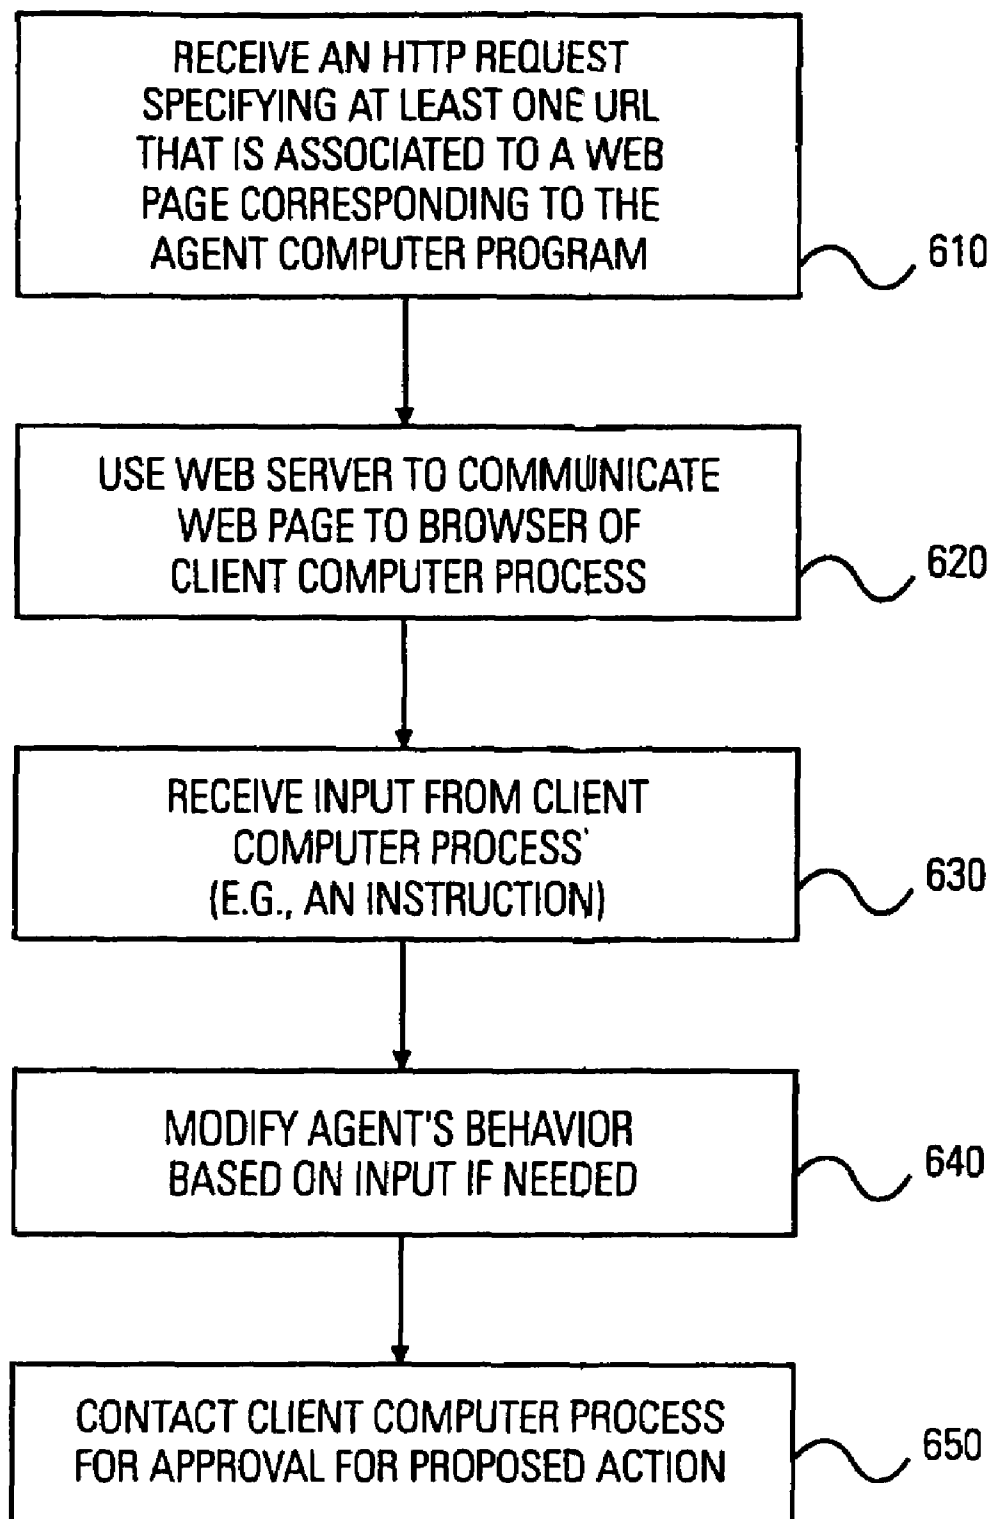 RECEIVE AN HTTP REQUEST
SPECIFYING AT LEAST ONE URL
THAT IS ASSOCIATED TO A WEB
PAGE CORRESPONDING TO THE
AGENT COMPUTER PROGRAM
610
USE WEB SERVER TO COMMUNICATE
WEB PAGE TO BROWSER OF
CLIENT COMPUTER PROCESS
620
RECEIVE INPUT FROM CLIENT
COMPUTER PROCESS
(E.G., AN INSTRUCTION)
630
MODIFY AGENT'S BEHAVIOR
BASED ON INPUT IF NEEDED
640
CONTACT CLIENT COMPUTER PROCESS
FOR APPROVAL FOR PROPOSED ACTION
650